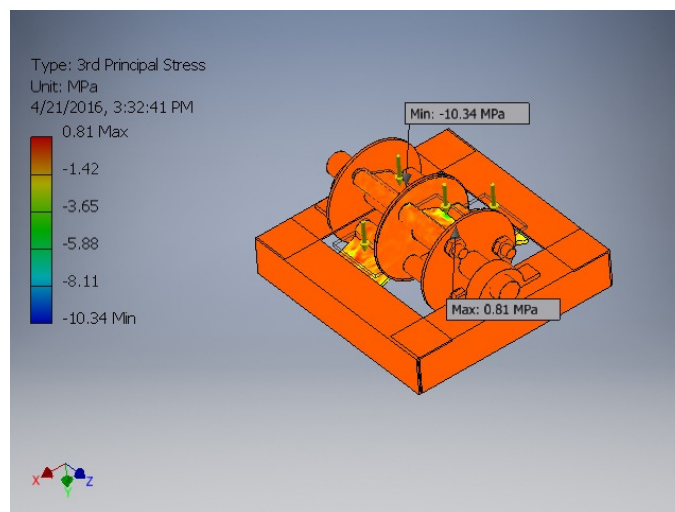 Type: 3rd Principal Stress
Unit: MPa
4/21/2016, 3:32:41 PM
0.81 Max
-1.42
-3.65
-5.88
-8.11
-10.34 Min
Min: -10.34 MPa
Max: 0.81 MPa
X
Y
Z